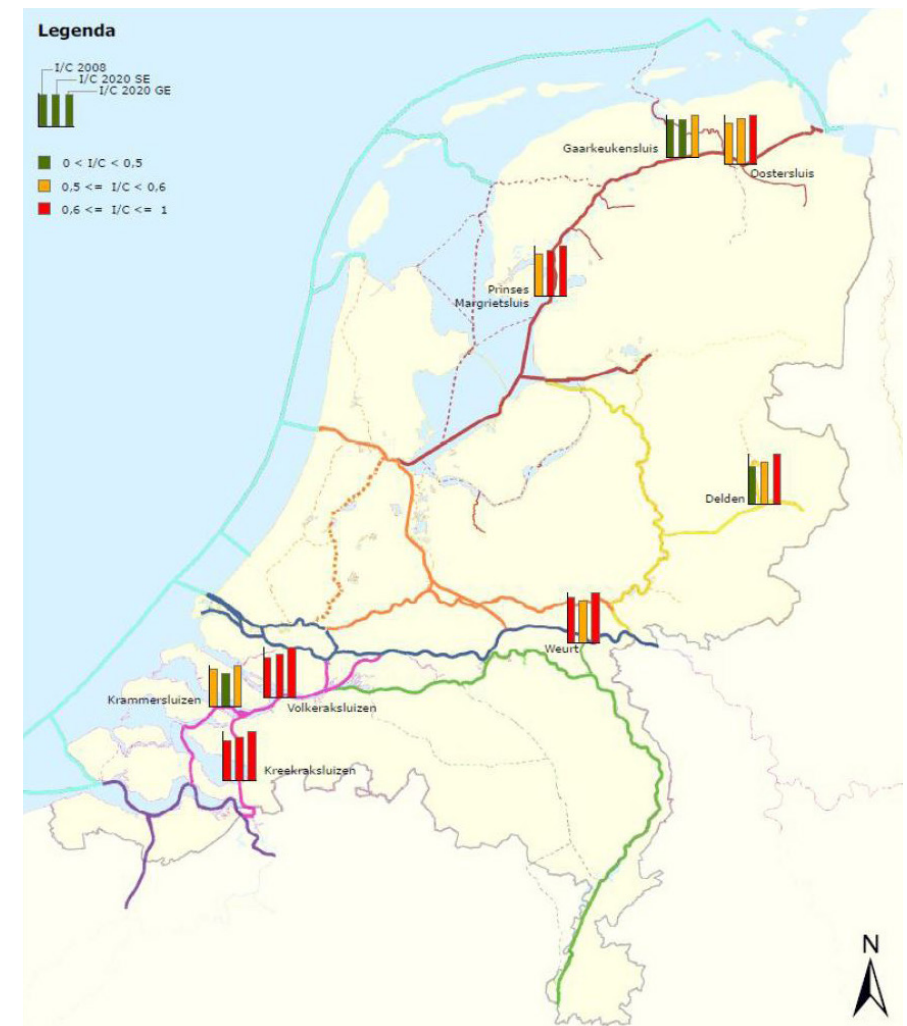 Legenda
I/C 2008
I/C 2020 SE
I/C 2020 GE
0 < I/C < 0,5
0,5 <= I/C < 0,6
0,6 <= I/C <= 1
Gaarkeukensluis
Oostersluis
Prinses
Margrietsluis
Delden
Weurt
Krammersluizen
Volkeraksluizen
Kreekraksluizen
N